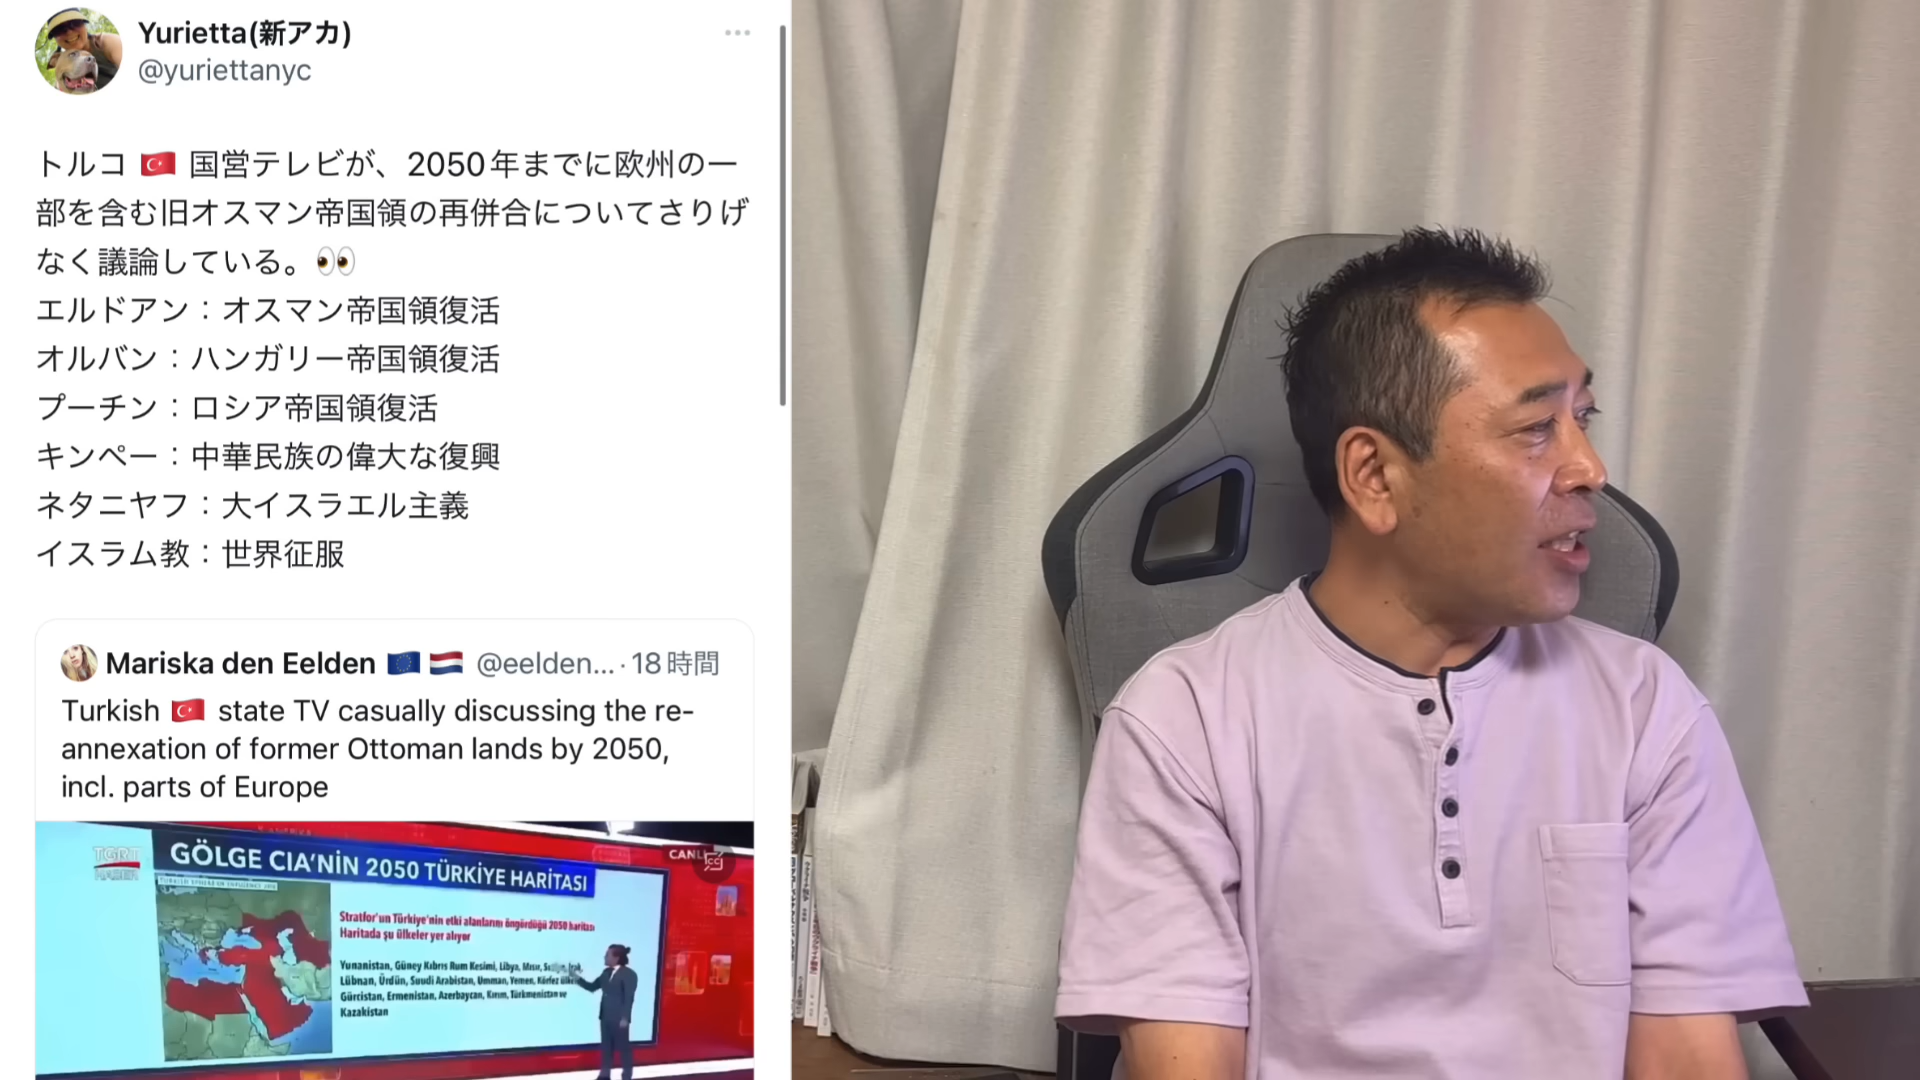 Yurietta(新アカ)
@yuriettanyc
トルコ 🇹🇷 国営テレビが、2050年までに欧州の一
部を含む旧オスマン帝国領の再併合についてさりげ
なく議論している。👀
エルドアン：オスマン帝国領復活
オルバン：ハンガリー帝国領復活
プーチン：ロシア帝国領復活
キンペー：中華民族の偉大な復興
ネタニヤフ：大イスラエル主義
イスラム教：世界征服
Mariska den Eelden 🇪🇺 🇳🇱 @eelden... · 18時間
Turkish 🇹🇷 state TV casually discussing the re-
annexation of former Ottoman lands by 2050,
incl. parts of Europe
TGRT
HABER
GÖLGE CIA'NİN 2050 TÜRKİYE HARİTASI
CANLI
Stratfor'un Türkiye'nin etki alanlarını öngördüğü 2050 haritası
Haritada şu ülkeler yer alıyor
Yunanistan, Güney Kıbrıs Rum Kesimi, Libya, Mısır, Suriye, Irak,
Lübnan, Ürdün, Suudi Arabistan, Umman, Yemen, Körfez
Gürcistan, Ermenistan, Azerbaycan, Kırım, Türkmenistan ve
Kazakistan